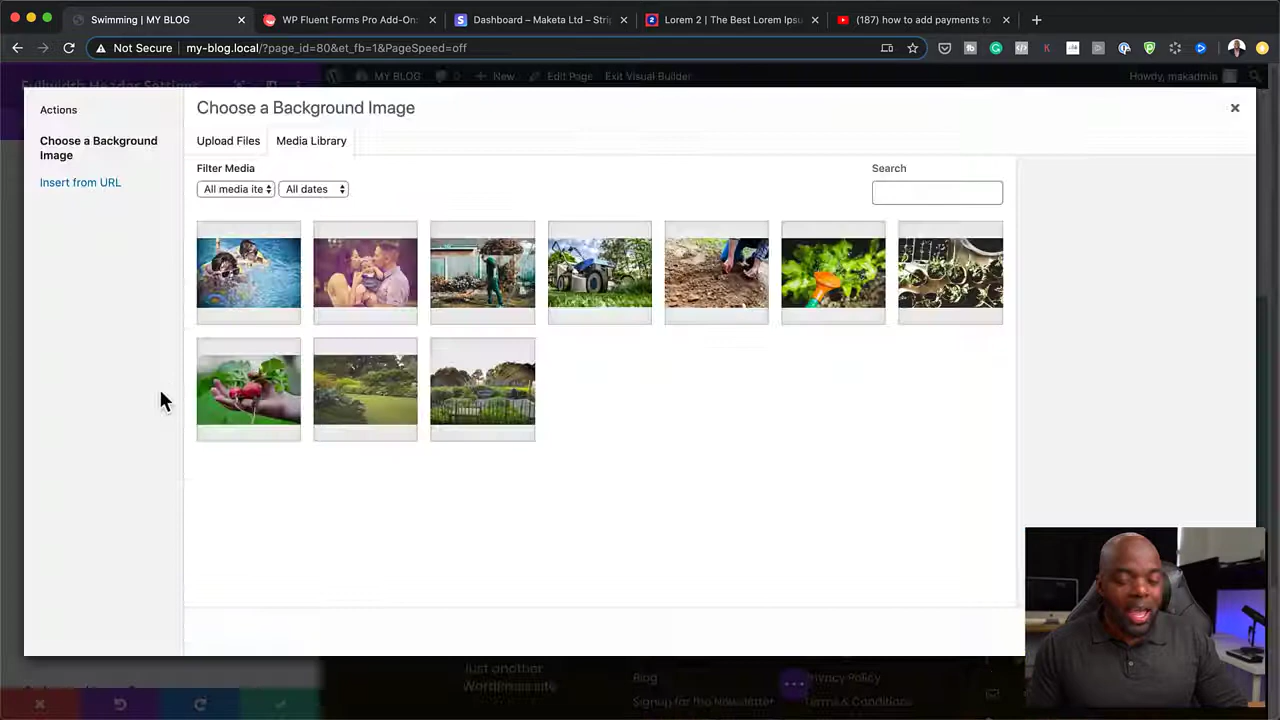 Swimming | MY BLOG
WP Fluent Forms Pro Add-On:
Dashboard – Maketa Ltd – Strip
Lorem 2 | The Best Lorem Ipsu
(187) how to add payments to
Not Secure
my-blog.local/?page_id=80&et_fb=1&PageSpeed=off
Fullwidth Header Settings
MY BLOG
0
New
Edit Page
Exit Visual Builder
Howdy, makadmin
Actions
Choose a Background Image
Choose a Background
Image
Upload Files
Media Library
Filter Media
Search
Insert from URL
All media ite
All dates
Just another
WordPress site
Blog
Privacy Policy
Signup for the Newsletter
Terms & Conditions